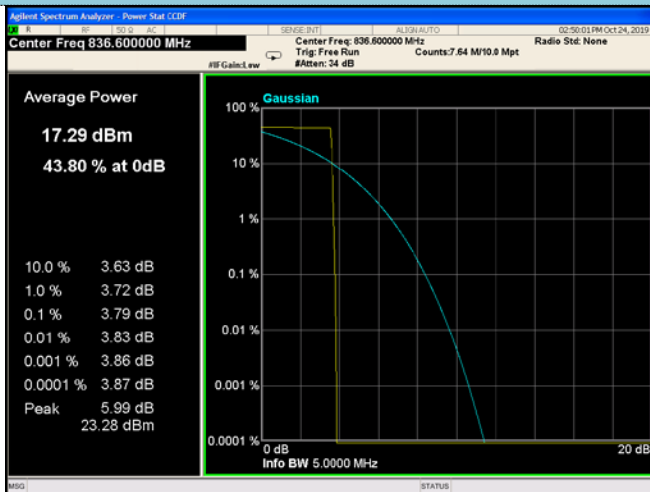 Agilent Spectrum Analyzer - Power Stat CCDF
R RF 50 Ω AC SENSE:INT ALIGN AUTO 02:50:01 PM Oct 24, 2019
Center Freq 836.600000 MHz
Center Freq: 836.600000 MHz Radio Std: None
Trig: Free Run Counts:7.64 M/10.0 Mpt
#IFGain:Low #Atten: 34 dB
Average Power
17.29 dBm
43.80 % at 0dB
10.0 % 3.63 dB
1.0 % 3.72 dB
0.1 % 3.79 dB
0.01 % 3.83 dB
0.001 % 3.86 dB
0.0001 % 3.87 dB
Peak 5.99 dB
23.28 dBm
Gaussian
100 %
10 %
1 %
0.1 %
0.01 %
0.001 %
0.0001 %
0 dB 20 dB
Info BW 5.0000 MHz
MSG STATUS